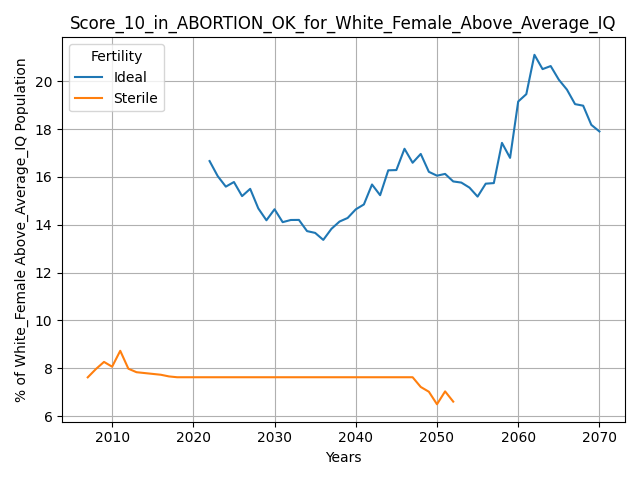 Score_10_in_ABORTION_OK_for_White_Female_Above_Average_IQ
% of White_Female Above_Average_IQ Population
Fertility
Ideal
Sterile
20
18
16
14
12
10
8
6
2010 2020 2030 2040 2050 2060 2070
Years